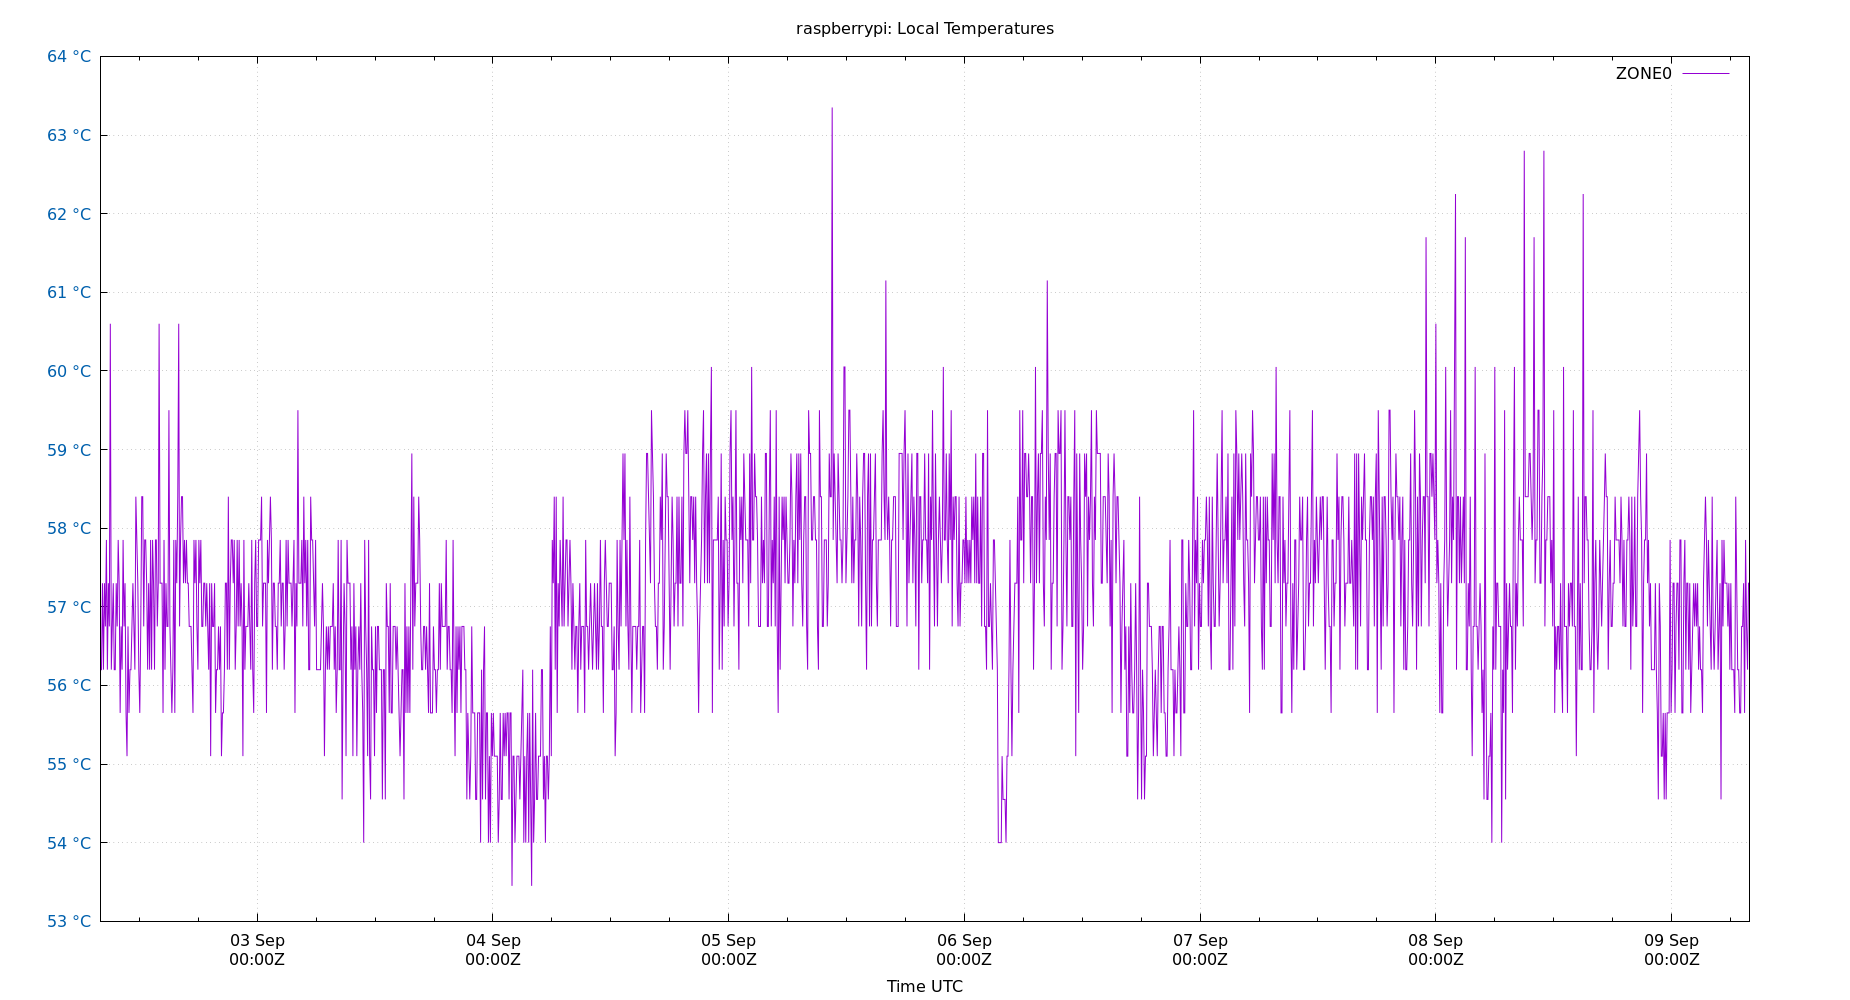 raspberrypi: Local Temperatures
ZONE0
64 °C
63 °C
62 °C
61 °C
60 °C
59 °C
58 °C
57 °C
56 °C
55 °C
54 °C
53 °C
03 Sep 04 Sep 05 Sep 06 Sep 07 Sep 08 Sep 09 Sep
00:00Z 00:00Z 00:00Z 00:00Z 00:00Z 00:00Z 00:00Z
Time UTC